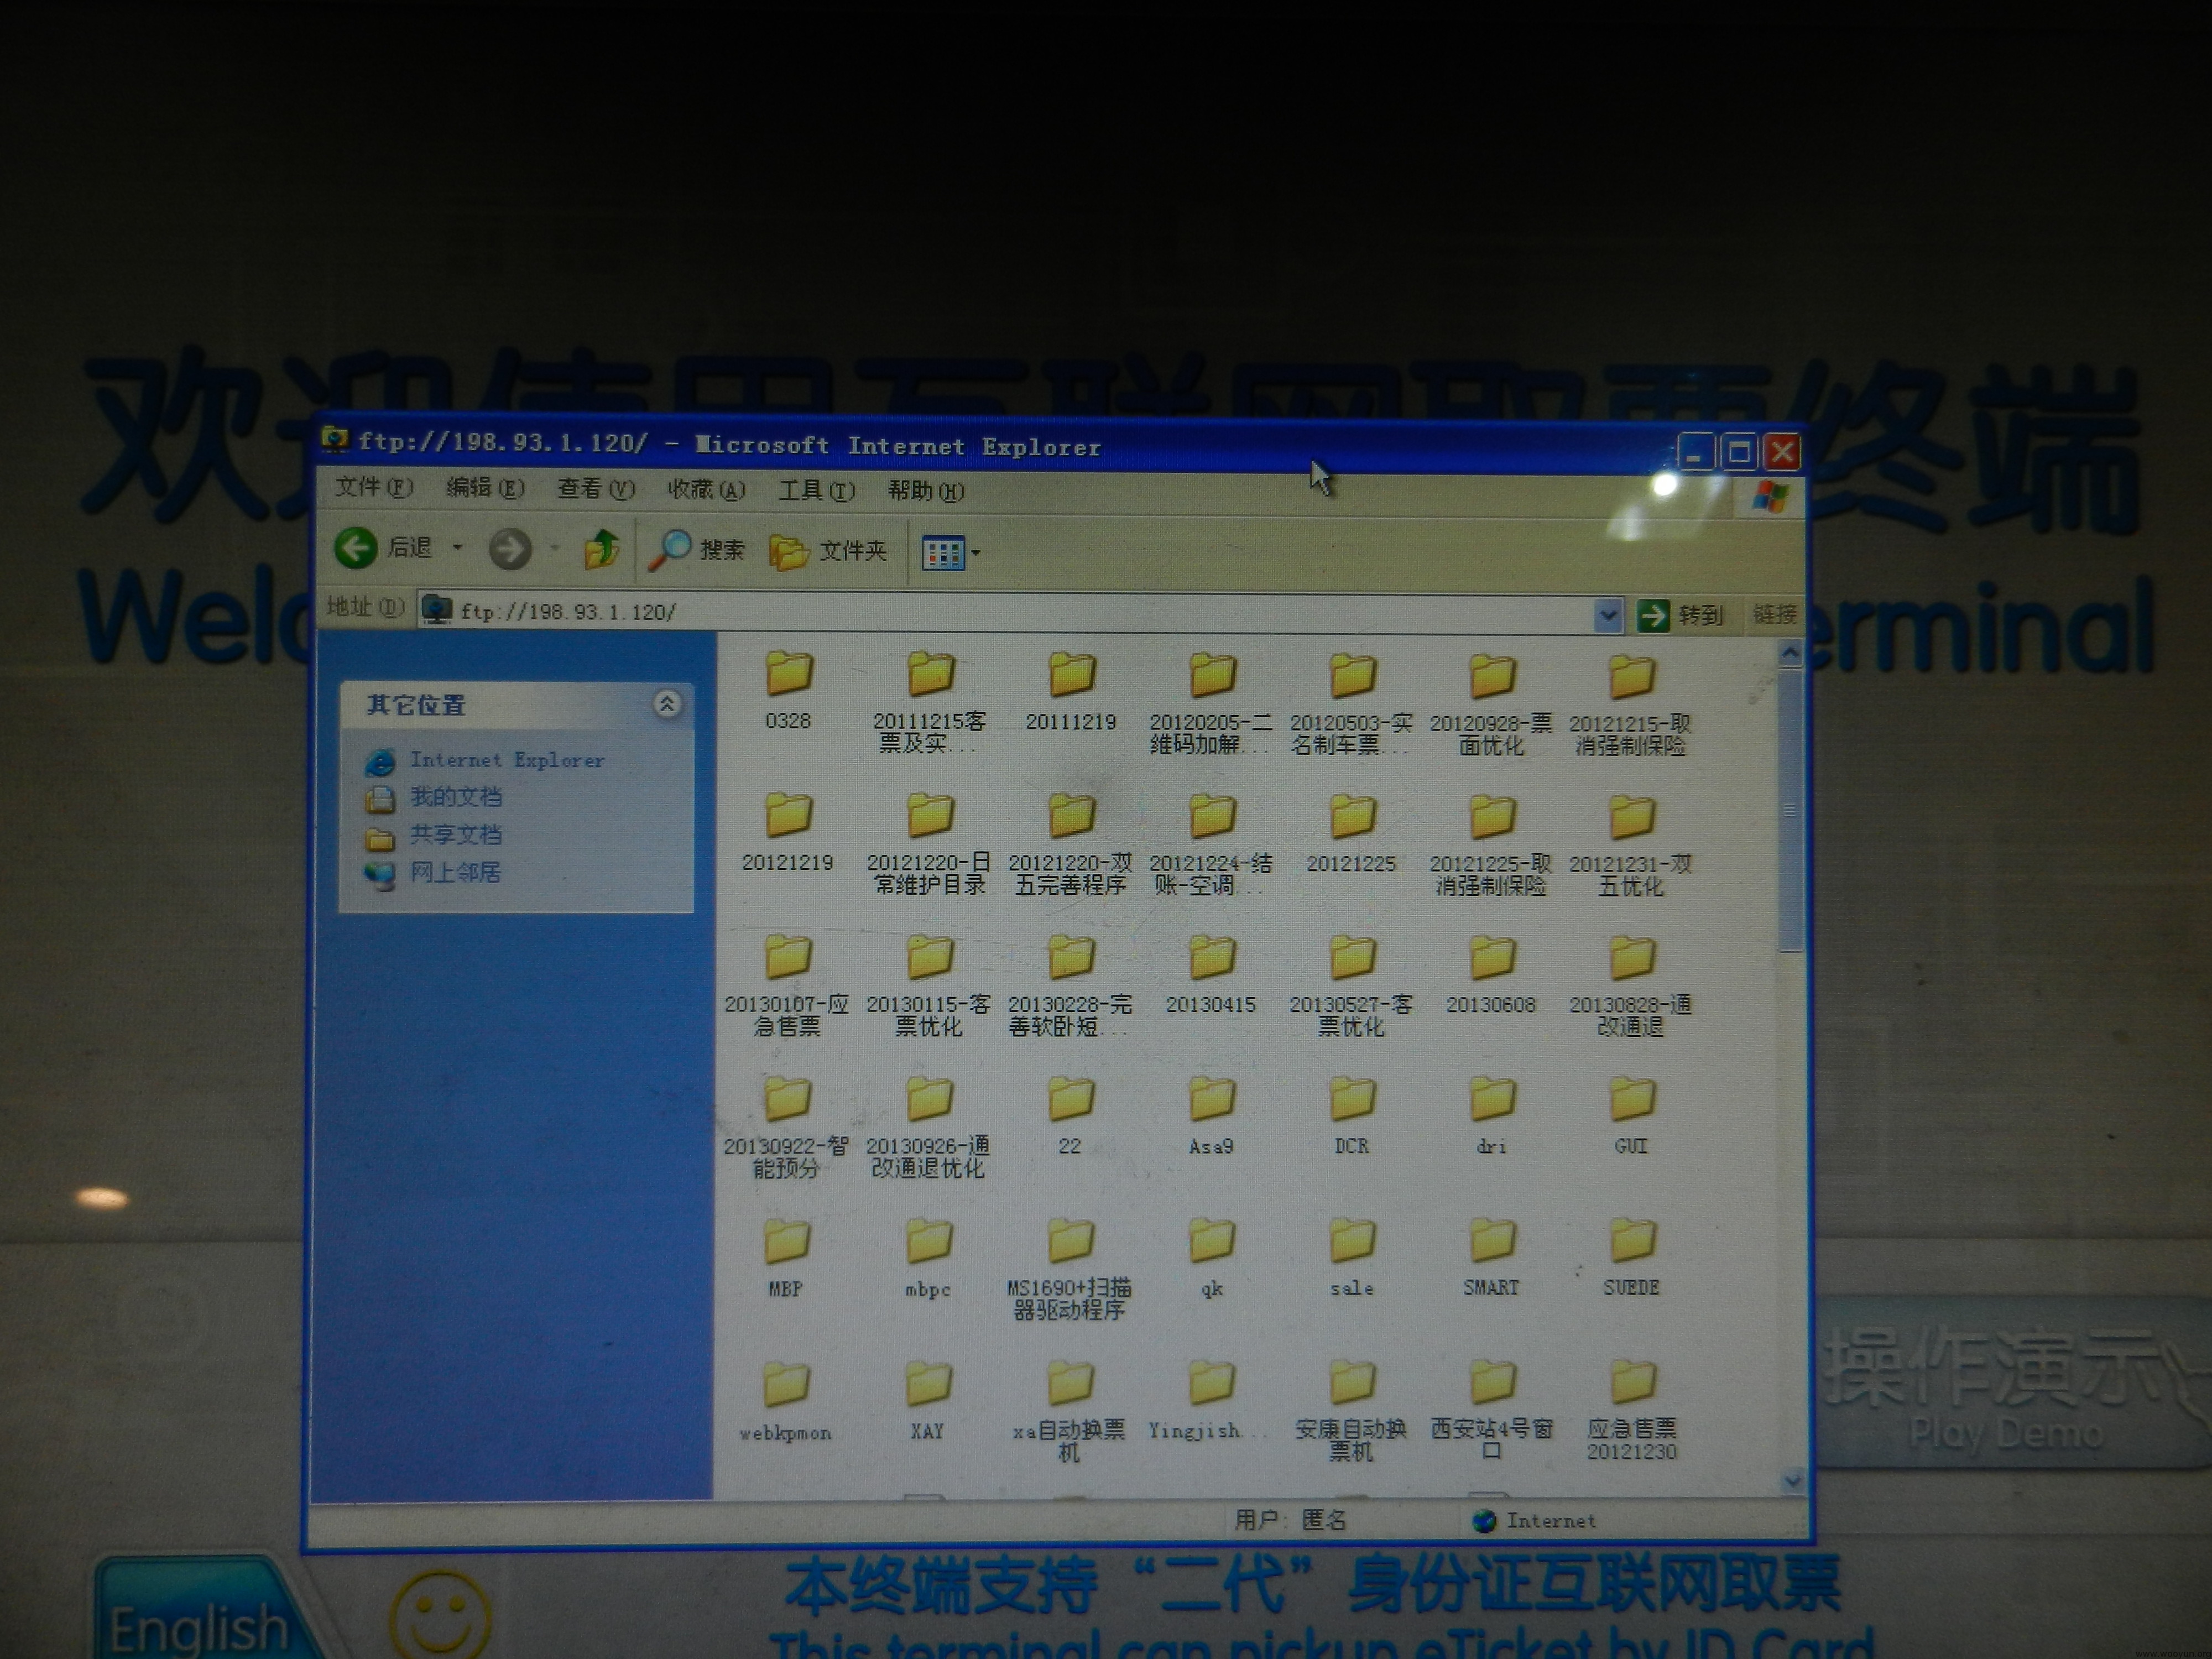 欢迎使用互联网取票终端
ftp://198.93.1.120/ - Microsoft Internet Explorer
文件(F) 编辑(E) 查看(V) 收藏(A) 工具(T) 帮助(H)
后退 搜索 文件夹
地址(D) ftp://198.93.1.120/ 转到 链接
Welc
erminal
其它位置
Internet Explorer
我的文档
共享文档
网上邻居
0328 20111215客 20111219 20120205-二 20120503-实 20120928-票 20121215-取
票及实... 维码加解... 名制车票... 面优化 消强制保险
20121219 20121220-日 20121220-双 20121224-结 20121225 20121225-取 20121231-双
常维护目录 五完善程序 账-空调... 消强制保险 五优化
20130107-应 20130115-客 20130228-完 20130415 20130527-客 20130608 20130828-通
急售票 票优化 善软卧短... 票优化 改通退
20130922-智 20130926-通 22 Asa9 DCR dri GUI
能预分 改通退优化
MBP mbpc MS1690+扫描 qk sale SMART SUEDE
器驱动程序
webkpmon XAY xa自动换票 Yingjish... 安康自动换 西安站4号窗 应急售票
机 票机 口 20121230
操作演示
Play Demo
用户: 匿名 Internet
English
本终端支持“二代”身份证互联网取票
This terminal can pickup eTicket by ID Card